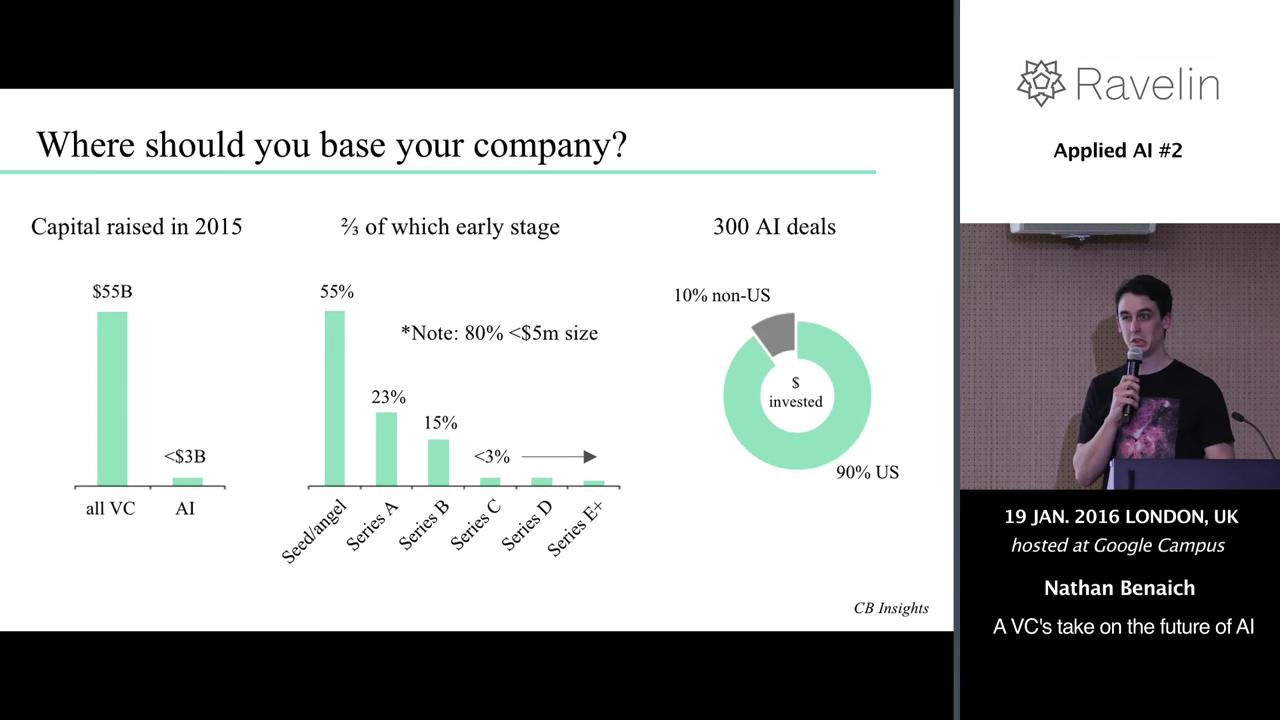 Where should you base your company?
Capital raised in 2015
⅔ of which early stage
300 AI deals
$55B
<$3B
all VC
AI
55%
*Note: 80% <$5m size
23%
15%
<3%
Seed/angel
Series A
Series B
Series C
Series D
Series E+
10% non-US
$
invested
90% US
CB Insights
Ravelin
Applied AI #2
19 JAN. 2016 LONDON, UK
hosted at Google Campus
Nathan Benaich
A VC's take on the future of AI